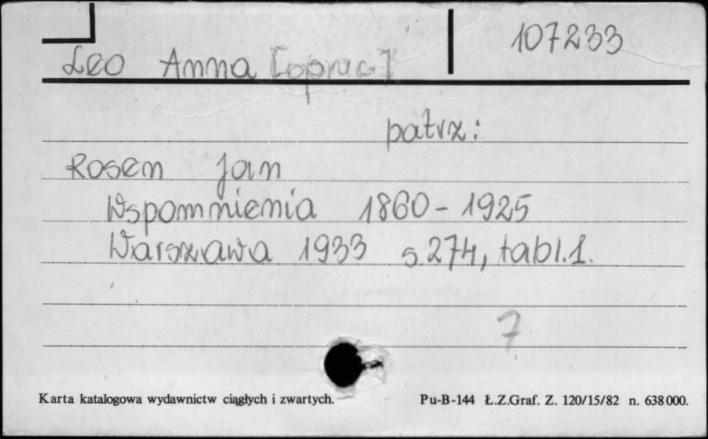 107233
Leo Anna [oprac]
patrz:
Rosen Jan
Wspomnienia 1860-1925
Warszawa 1933 s.274, tabl.1.
7
Karta katalogowa wydawnictw ciągłych i zwartych. Pu-B-144 Ł.Z.Graf. Z. 120/15/82 n. 638000.